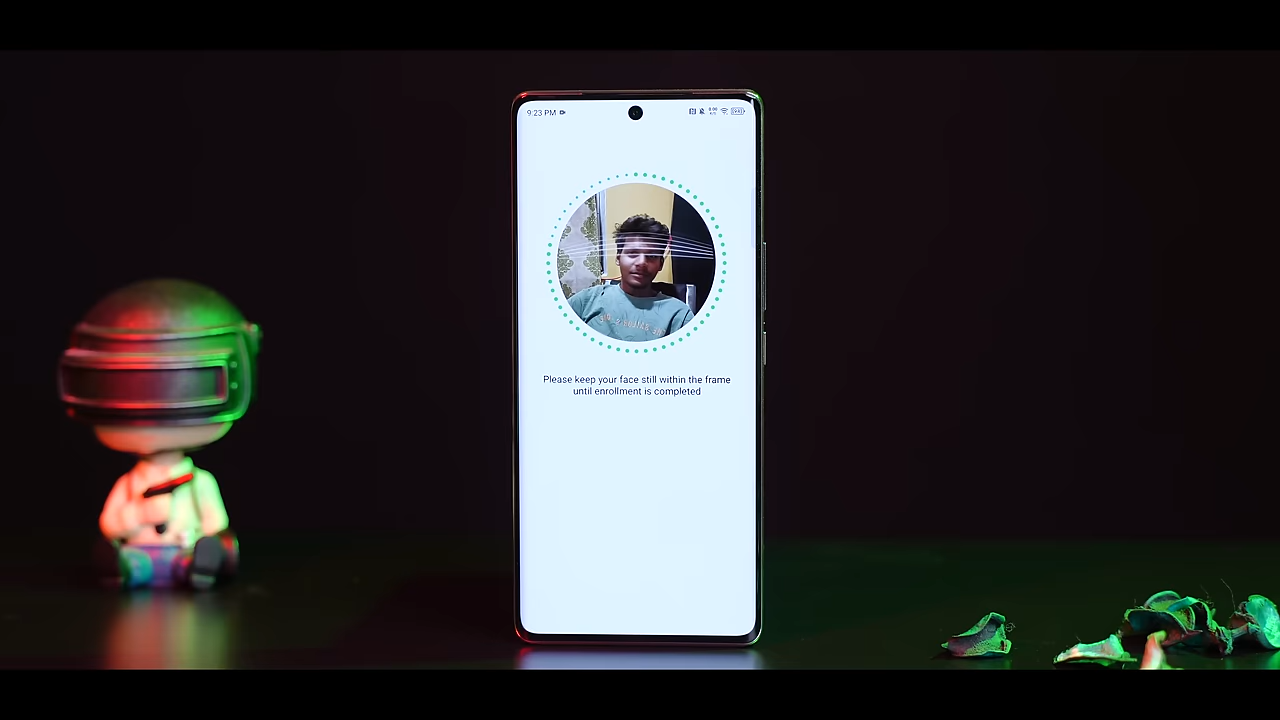 9:23 PM
Please keep your face still within the frame
until enrollment is completed